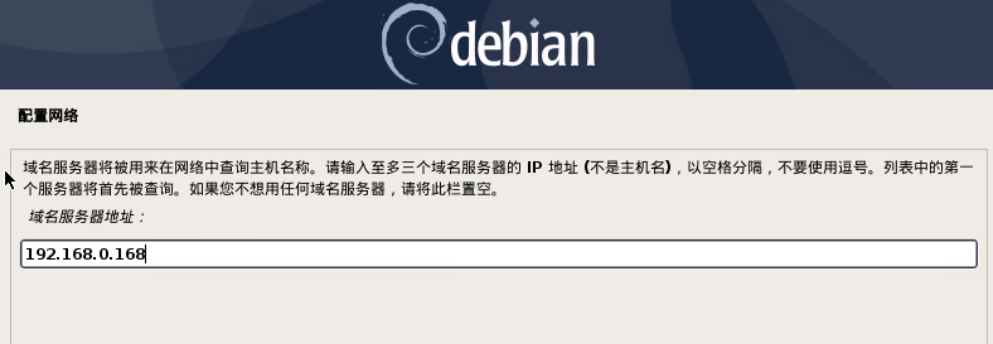 debian
配置网络
域名服务器将被用来在网络中查询主机名称。请输入至多三个域名服务器的 IP 地址 (不是主机名)，以空格分隔，不要使用逗号。列表中的第一
个服务器将首先被查询。如果您不想用任何域名服务器，请将此栏置空。
域名服务器地址：
192.168.0.168